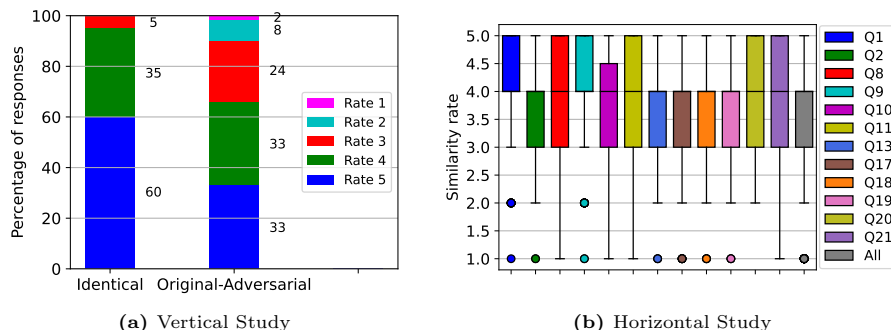 Percentage of responses
100
80
60
40
20
0
5
35
60
2
8
24
33
33
Rate 1
Rate 2
Rate 3
Rate 4
Rate 5
Identical Original-Adversarial
(a) Vertical Study
Similarity rate
5.0
4.5
4.0
3.5
3.0
2.5
2.0
1.5
1.0
Q1
Q2
Q8
Q9
Q10
Q11
Q13
Q17
Q18
Q19
Q20
Q21
All
(b) Horizontal Study